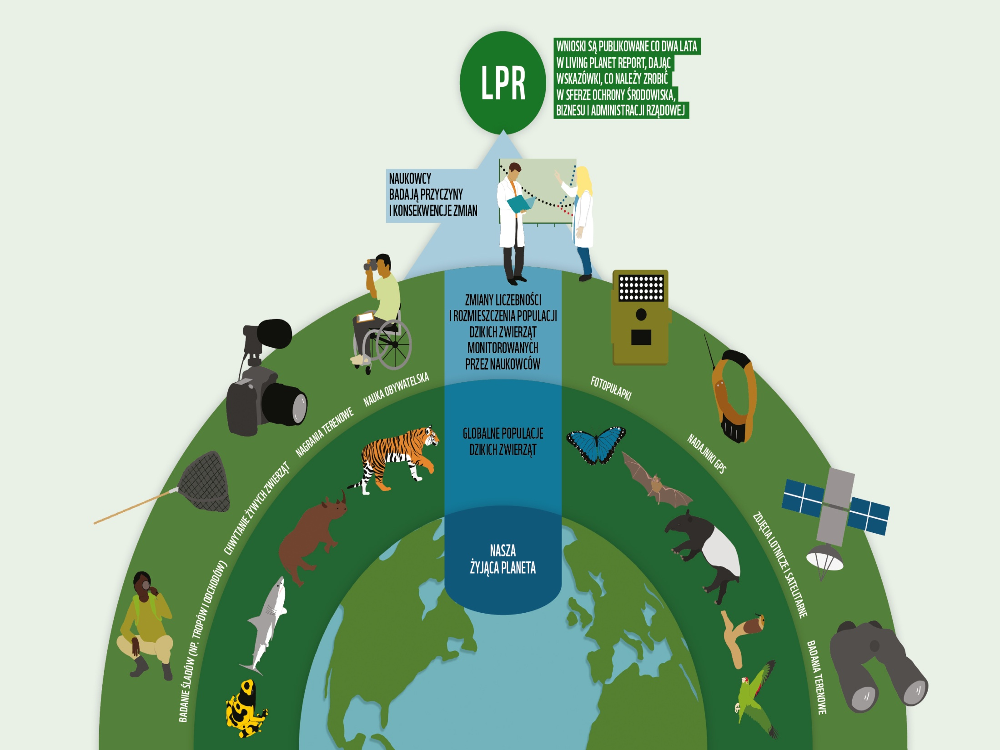 LPR
WNIOSKI SĄ PUBLIKOWANE CO DWA LATA
W LIVING PLANET REPORT, DAJĄC
WSKAZÓWKI, CO NALEŻY ZROBIĆ
W SFERZE OCHRONY ŚRODOWISKA,
BIZNESU I ADMINISTRACJI RZĄDOWEJ
NAUKOWCY
BADAJĄ PRZYCZYNY
I KONSEKWENCJE ZMIAN
ZMIANY LICZEBNOŚCI
I ROZMIESZCZENIA POPULACJI
DZIKICH ZWIERZĄT
MONITOROWANYCH
PRZEZ NAUKOWCÓW
GLOBALNE POPULACJE
DZIKICH ZWIERZĄT
NASZA
ŻYJĄCA PLANETA
BADANIE ŚLADÓW (NP. TROPÓW I ODCHODÓW)
CHWYTANIE ŻYWYCH ZWIERZĄT
NAGRANIA TERENOWE
NAUKA OBYWATELSKA
FOTOPUŁAPKI
NADAJNIKI GPS
ZDJĘCIA LOTNICZE I SATELITARNE
BADANIA TERENOWE